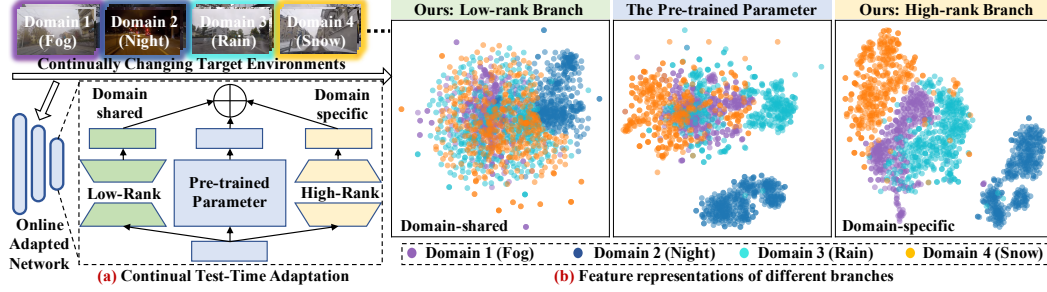 Domain 1 (Fog)
Domain 2 (Night)
Domain 3 (Rain)
Domain 4 (Snow)
Continually Changing Target Environments
Domain shared
Domain specific
Low-Rank
Pre-trained Parameter
High-Rank
Online Adapted Network
(a) Continual Test-Time Adaptation
Ours: Low-rank Branch
The Pre-trained Parameter
Ours: High-rank Branch
Domain-shared
Domain-specific
Domain 1 (Fog)
Domain 2 (Night)
Domain 3 (Rain)
Domain 4 (Snow)
(b) Feature representations of different branches